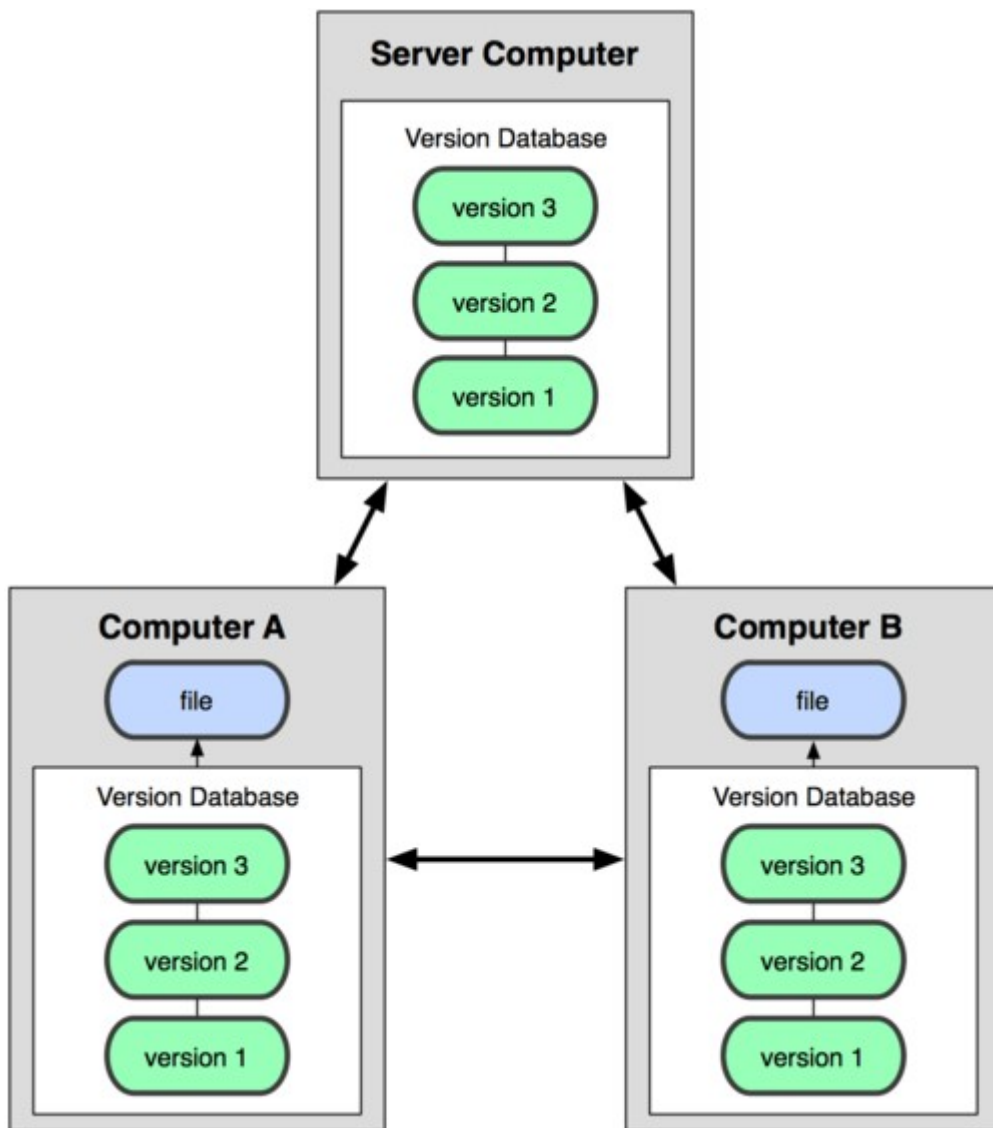 Server Computer
Version Database
version 3
version 2
version 1
Computer A
file
Version Database
version 3
version 2
version 1
Computer B
file
Version Database
version 3
version 2
version 1